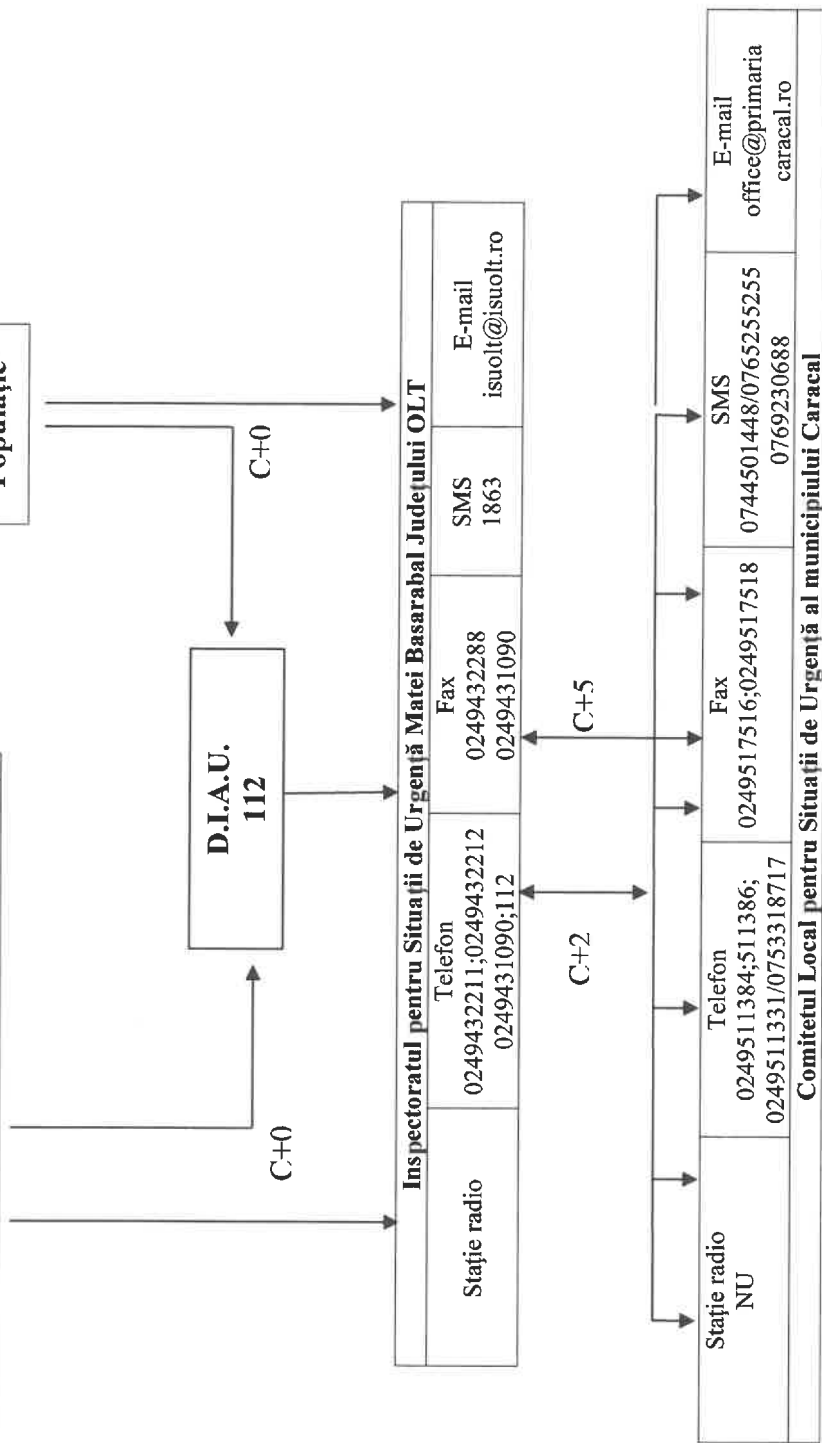 Populație
C+0
C+0
D.I.A.U.
112
Inspectoratul pentru Situații de Urgență Matei Basarabal Județului OLT
Stație radio
Telefon
0249432211;0249432212
0249431090;112
Fax
0249432288
0249431090
SMS
1863
E-mail
isuolt@isuolt.ro
C+2
C+5
Stație radio
NU
Telefon
0249511384;511386;
0249511331/0753318717
Fax
0249517516;0249517518
SMS
0744501448/0765255255
0769230688
E-mail
office@primaria
caracal.ro
Comitetul Local pentru Situații de Urgență al municipiului Caracal